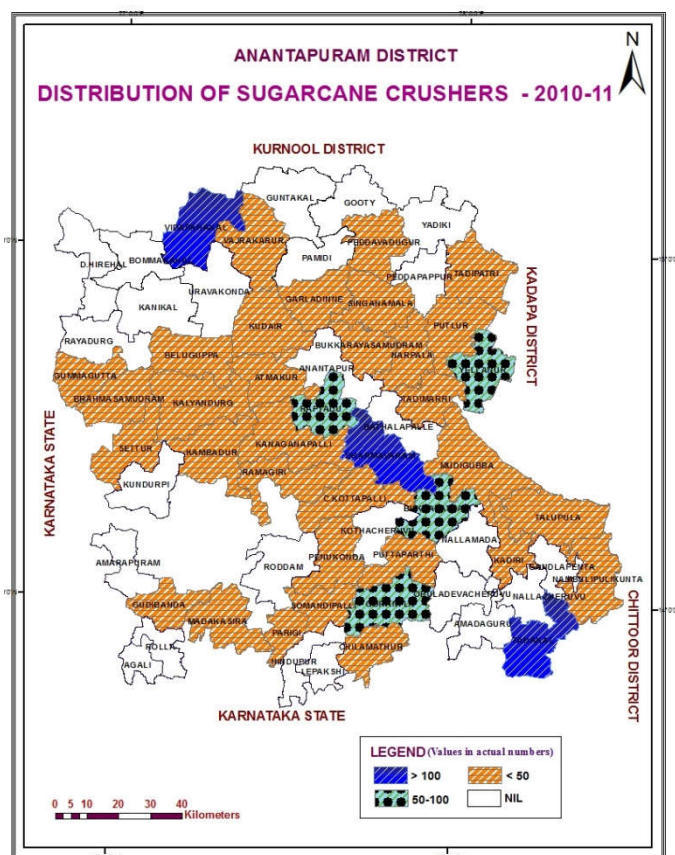 ANANTAPURAM DISTRICT
DISTRIBUTION OF SUGARCANE CRUSHERS - 2010-11
N
KURNOOL DISTRICT
GUNTAKAL
GOOTY
YADIKI
VAJRAKARUR
PEDDAVADUGUR
D.HIREHAL
PAMIDI
PEDDAPAPPUR
TADIPATRI
KADAPA DISTRICT
KANIKAL
URAVAKONDA
GARLADINNE
SINGANAMALA
RAYADURG
KUDAIR
PUTLUR
BUKKARAYASAMUDRAM
BELUGUPPA
NARPALA
ANANTAPUR
YELLANUR
GUMMAGUTTA
ATMAKUR
BRAHMASAMUDRAM
KALYANDURG
RAPTADU
SETTUR
KANAGANAPALLI
KAMBADUR
MUDIGUBBA
RAMAGIRI
KUNDURPI
C.KOTTAPALLI
KARNATAKA STATE
TALUPULA
KOTHACHERUVU
NALLAMADA
PENUKONDA
PUTTAPARTHI
KADIRI
AMARAPURAM
RODDAM
NALLACHERUVU
GUDIBANDA
SOMANDIPALLI
MADAKASIRA
AMADAGURU
CHITTOOR DISTRICT
PARIGI
ROLLA
CHILAMATHUR
AGALI
HINDUPUR
LEPAKSHI
KARNATAKA STATE
LEGEND (Values in actual numbers)
> 100
< 50
50-100
NIL
0 5 10 20 30 40
Kilometers